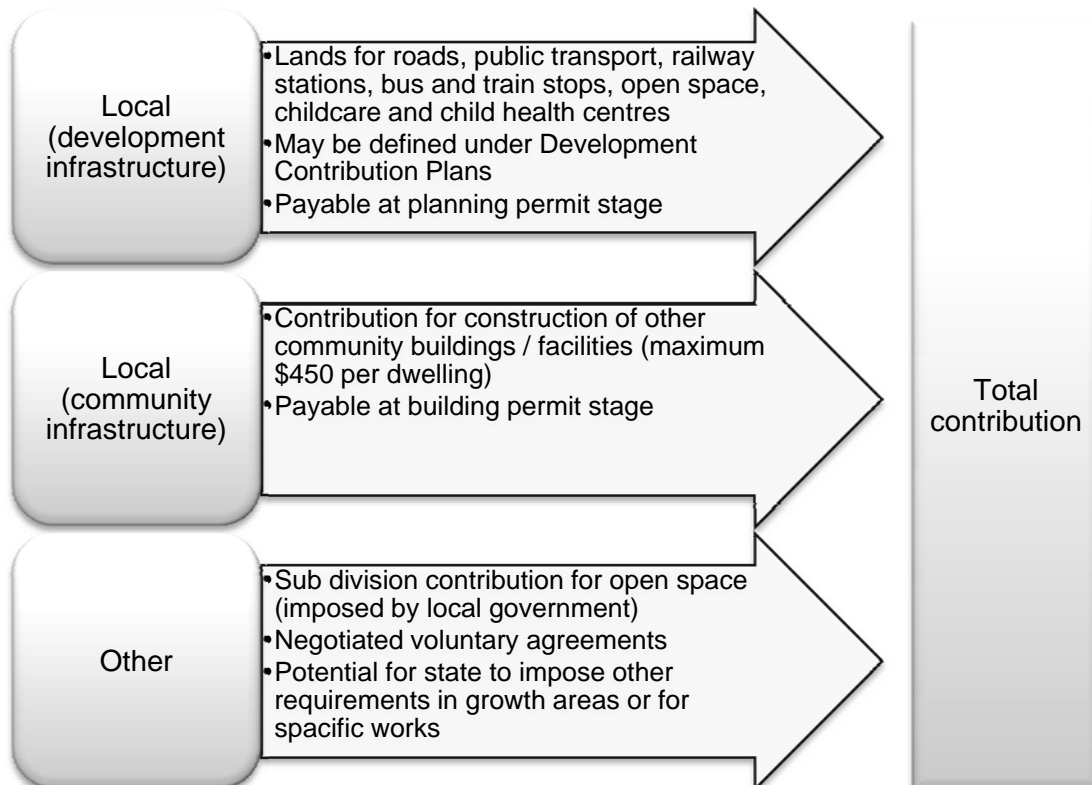 Local
(development
infrastructure)
•Lands for roads, public transport, railway
stations, bus and train stops, open space,
childcare and child health centres
•May be defined under Development
Contribution Plans
•Payable at planning permit stage
Local
(community
infrastructure)
•Contribution for construction of other
community buildings / facilities (maximum
$450 per dwelling)
•Payable at building permit stage
Other
•Sub division contribution for open space
(imposed by local government)
•Negotiated voluntary agreements
•Potential for state to impose other
requirements in growth areas or for
spacific works
Total
contribution